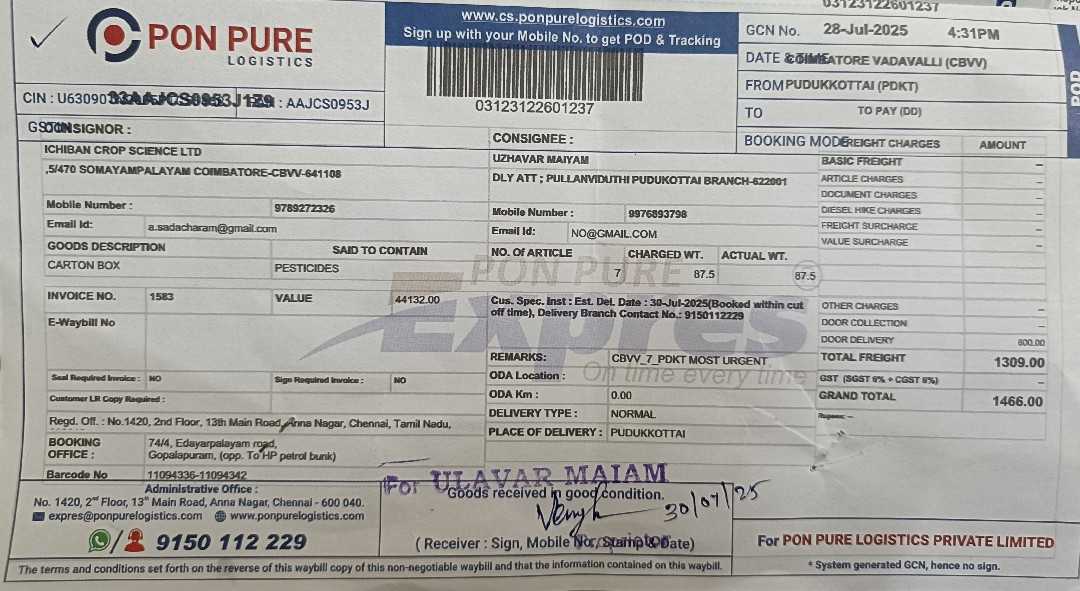 PON PURE
LOGISTICS
www.cs.ponpurelogistics.com
Sign up with your Mobile No. to get POD & Tracking
03123122601237
03123122601237
GCN No. 28-Jul-2025 4:31PM
DATE & TIME COIMBATORE VADAVALLI (CBVV)
FROM PUDUKKOTTAI (PDKT)
TO TO PAY (DD)
BOOKING MODE
POD
CIN : U63090 33AAJCS0953J1Z9 : AAJCS0953J
GSTIN
CONSIGNOR :
ICHIBAN CROP SCIENCE LTD
,5/470 SOMAYAMPALAYAM COIMBATORE-CBVV-641108
Mobile Number : 9789272326
Email Id: a.sadacharam@gmail.com
CONSIGNEE :
UZHAVAR MAIYAM
DLY ATT ; PULLANVIDUTHI PUDUKOTTAI BRANCH-622001
Mobile Number : 9976893798
Email Id: NO@GMAIL.COM
FREIGHT CHARGES AMOUNT
BASIC FREIGHT –
ARTICLE CHARGES –
DOCUMENT CHARGES –
DIESEL HIKE CHARGES –
FREIGHT SURCHARGE –
VALUE SURCHARGE –
GOODS DESCRIPTION SAID TO CONTAIN NO. OF ARTICLE CHARGED WT. ACTUAL WT.
CARTON BOX PESTICIDES 7 87.5 87.5
PON PURE
Expres
On time every time
INVOICE NO. 1583 VALUE 44132.00
E-Waybill No
Cus. Spec. Inst : Est. Del. Date : 30-Jul-2025(Booked within cut
off time), Delivery Branch Contact No.: 9150112229
OTHER CHARGES –
DOOR COLLECTION –
DOOR DELIVERY 600.00
TOTAL FREIGHT 1309.00
GST (SGST 6% + CGST 6%) –
GRAND TOTAL 1466.00
Rupees: --
REMARKS: CBVV_7_PDKT MOST URGENT
ODA Location :
ODA Km : 0.00
DELIVERY TYPE : NORMAL
PLACE OF DELIVERY : PUDUKKOTTAI
Seal Required Invoice : NO Sign Required Invoice : NO
Customer LR Copy Required :
Regd. Off. : No.1420, 2nd Floor, 13th Main Road, Anna Nagar, Chennai, Tamil Nadu,
BOOKING OFFICE : 74/4, Edayarpalayam road,
Gopalapuram, (opp. To HP petrol bunk)
Barcode No 11094336-11094342
Administrative Office :
No. 1420, 2nd Floor, 13th Main Road, Anna Nagar, Chennai - 600 040.
expres@ponpurelogistics.com www.ponpurelogistics.com
9150 112 229
For ULAVAR MAIAM
Goods received in good condition.
30/07/25
( Receiver : Sign, Mobile No., Stamp & Date)
For PON PURE LOGISTICS PRIVATE LIMITED
* System generated GCN, hence no sign.
The terms and conditions set forth on the reverse of this waybill copy of this non-negotiable waybill and that the information contained on this waybill.